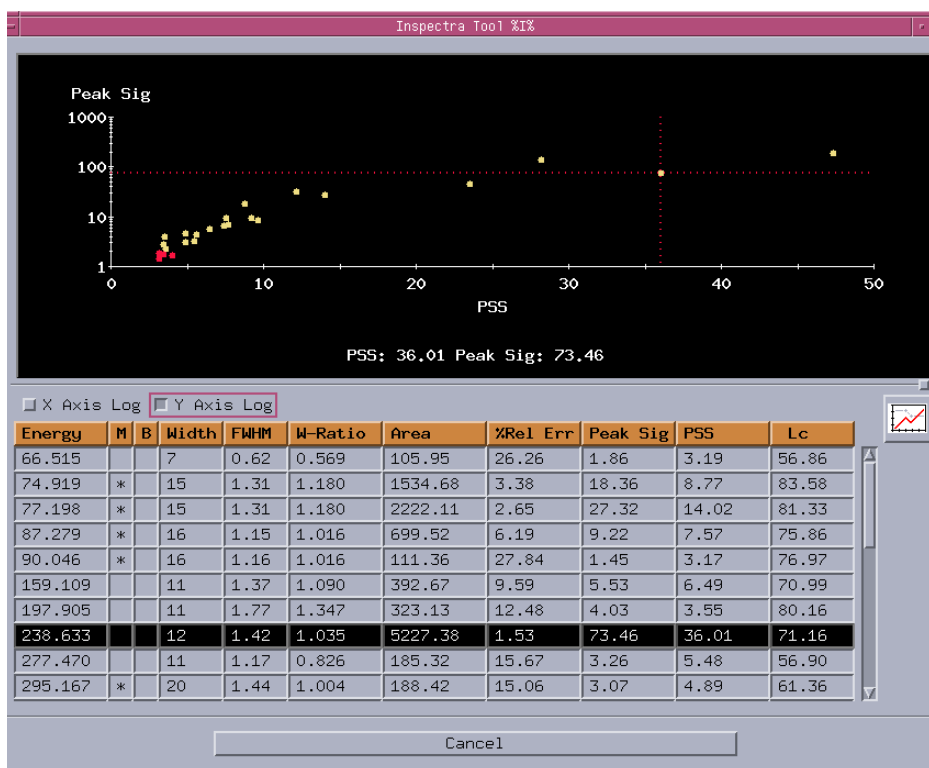 Inspectra Tool %I%
Peak Sig
1000
100
10
1
0 10 20 30 40 50
PSS
PSS: 36.01 Peak Sig: 73.46
X Axis Log Y Axis Log
Energy M B Width FWHM W-Ratio Area %Rel Err Peak Sig PSS Lc
66.515 7 0.62 0.569 105.95 26.26 1.86 3.19 56.86
74.919 * 15 1.31 1.180 1534.68 3.38 18.36 8.77 83.58
77.198 * 15 1.31 1.180 2222.11 2.65 27.32 14.02 81.33
87.279 * 16 1.15 1.016 699.52 6.19 9.22 7.57 75.86
90.046 * 16 1.16 1.016 111.36 27.84 1.45 3.17 76.97
159.109 11 1.37 1.090 392.67 9.59 5.53 6.49 70.99
197.905 11 1.77 1.347 323.13 12.48 4.03 3.55 80.16
238.633 12 1.42 1.035 5227.38 1.53 73.46 36.01 71.16
277.470 11 1.17 0.826 185.32 15.67 3.26 5.48 56.90
295.167 * 20 1.44 1.004 188.42 15.06 3.07 4.89 61.36
Cancel